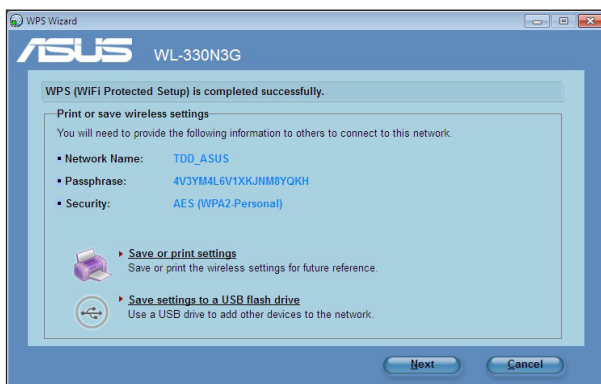 WPS Wizard
ASUS WL-330N3G
WPS (WiFi Protected Setup) is completed successfully.
Print or save wireless settings
You will need to provide the following information to others to connect to this network.
▪ Network Name: TDD_ASUS
▪ Passphrase: 4V3YM4L6V1XKJNM8YQKH
▪ Security: AES (WPA2-Personal)
Save or print settings
Save or print the wireless settings for future reference.
Save settings to a USB flash drive
Use a USB drive to add other devices to the network.
Next Cancel